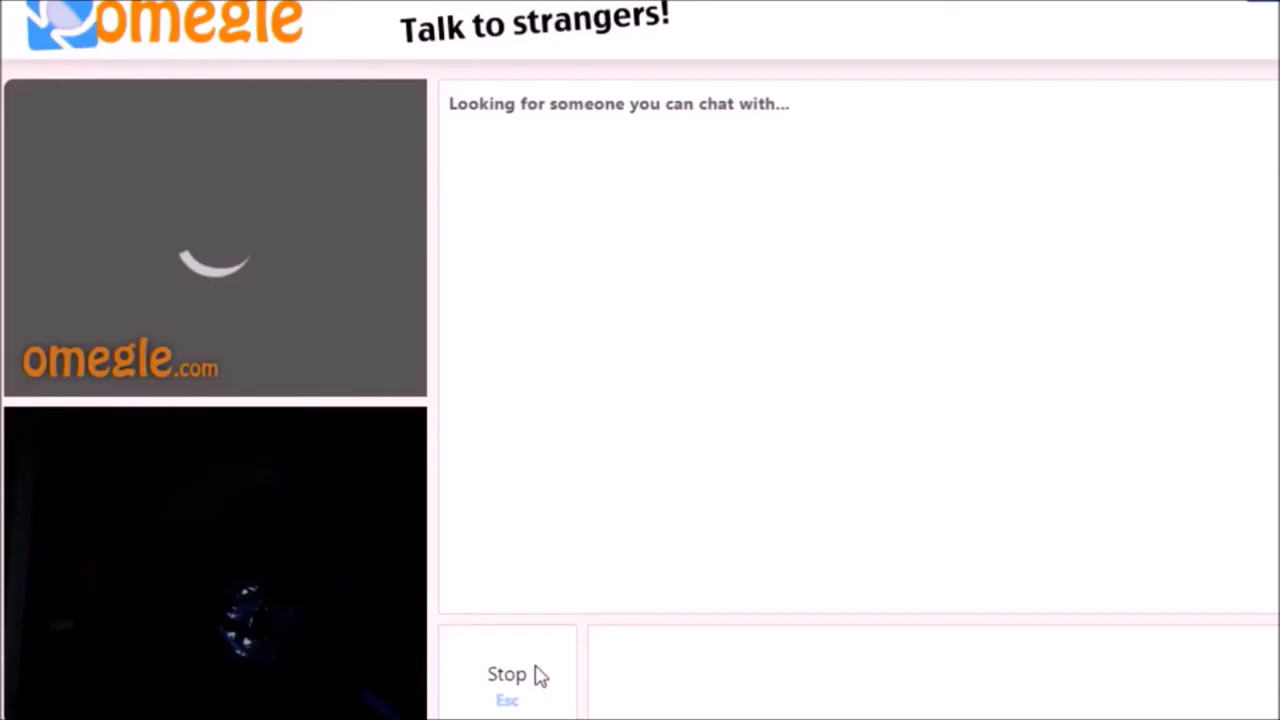 omegle
Talk to strangers!
Looking for someone you can chat with...
omegle.com
Stop
Esc